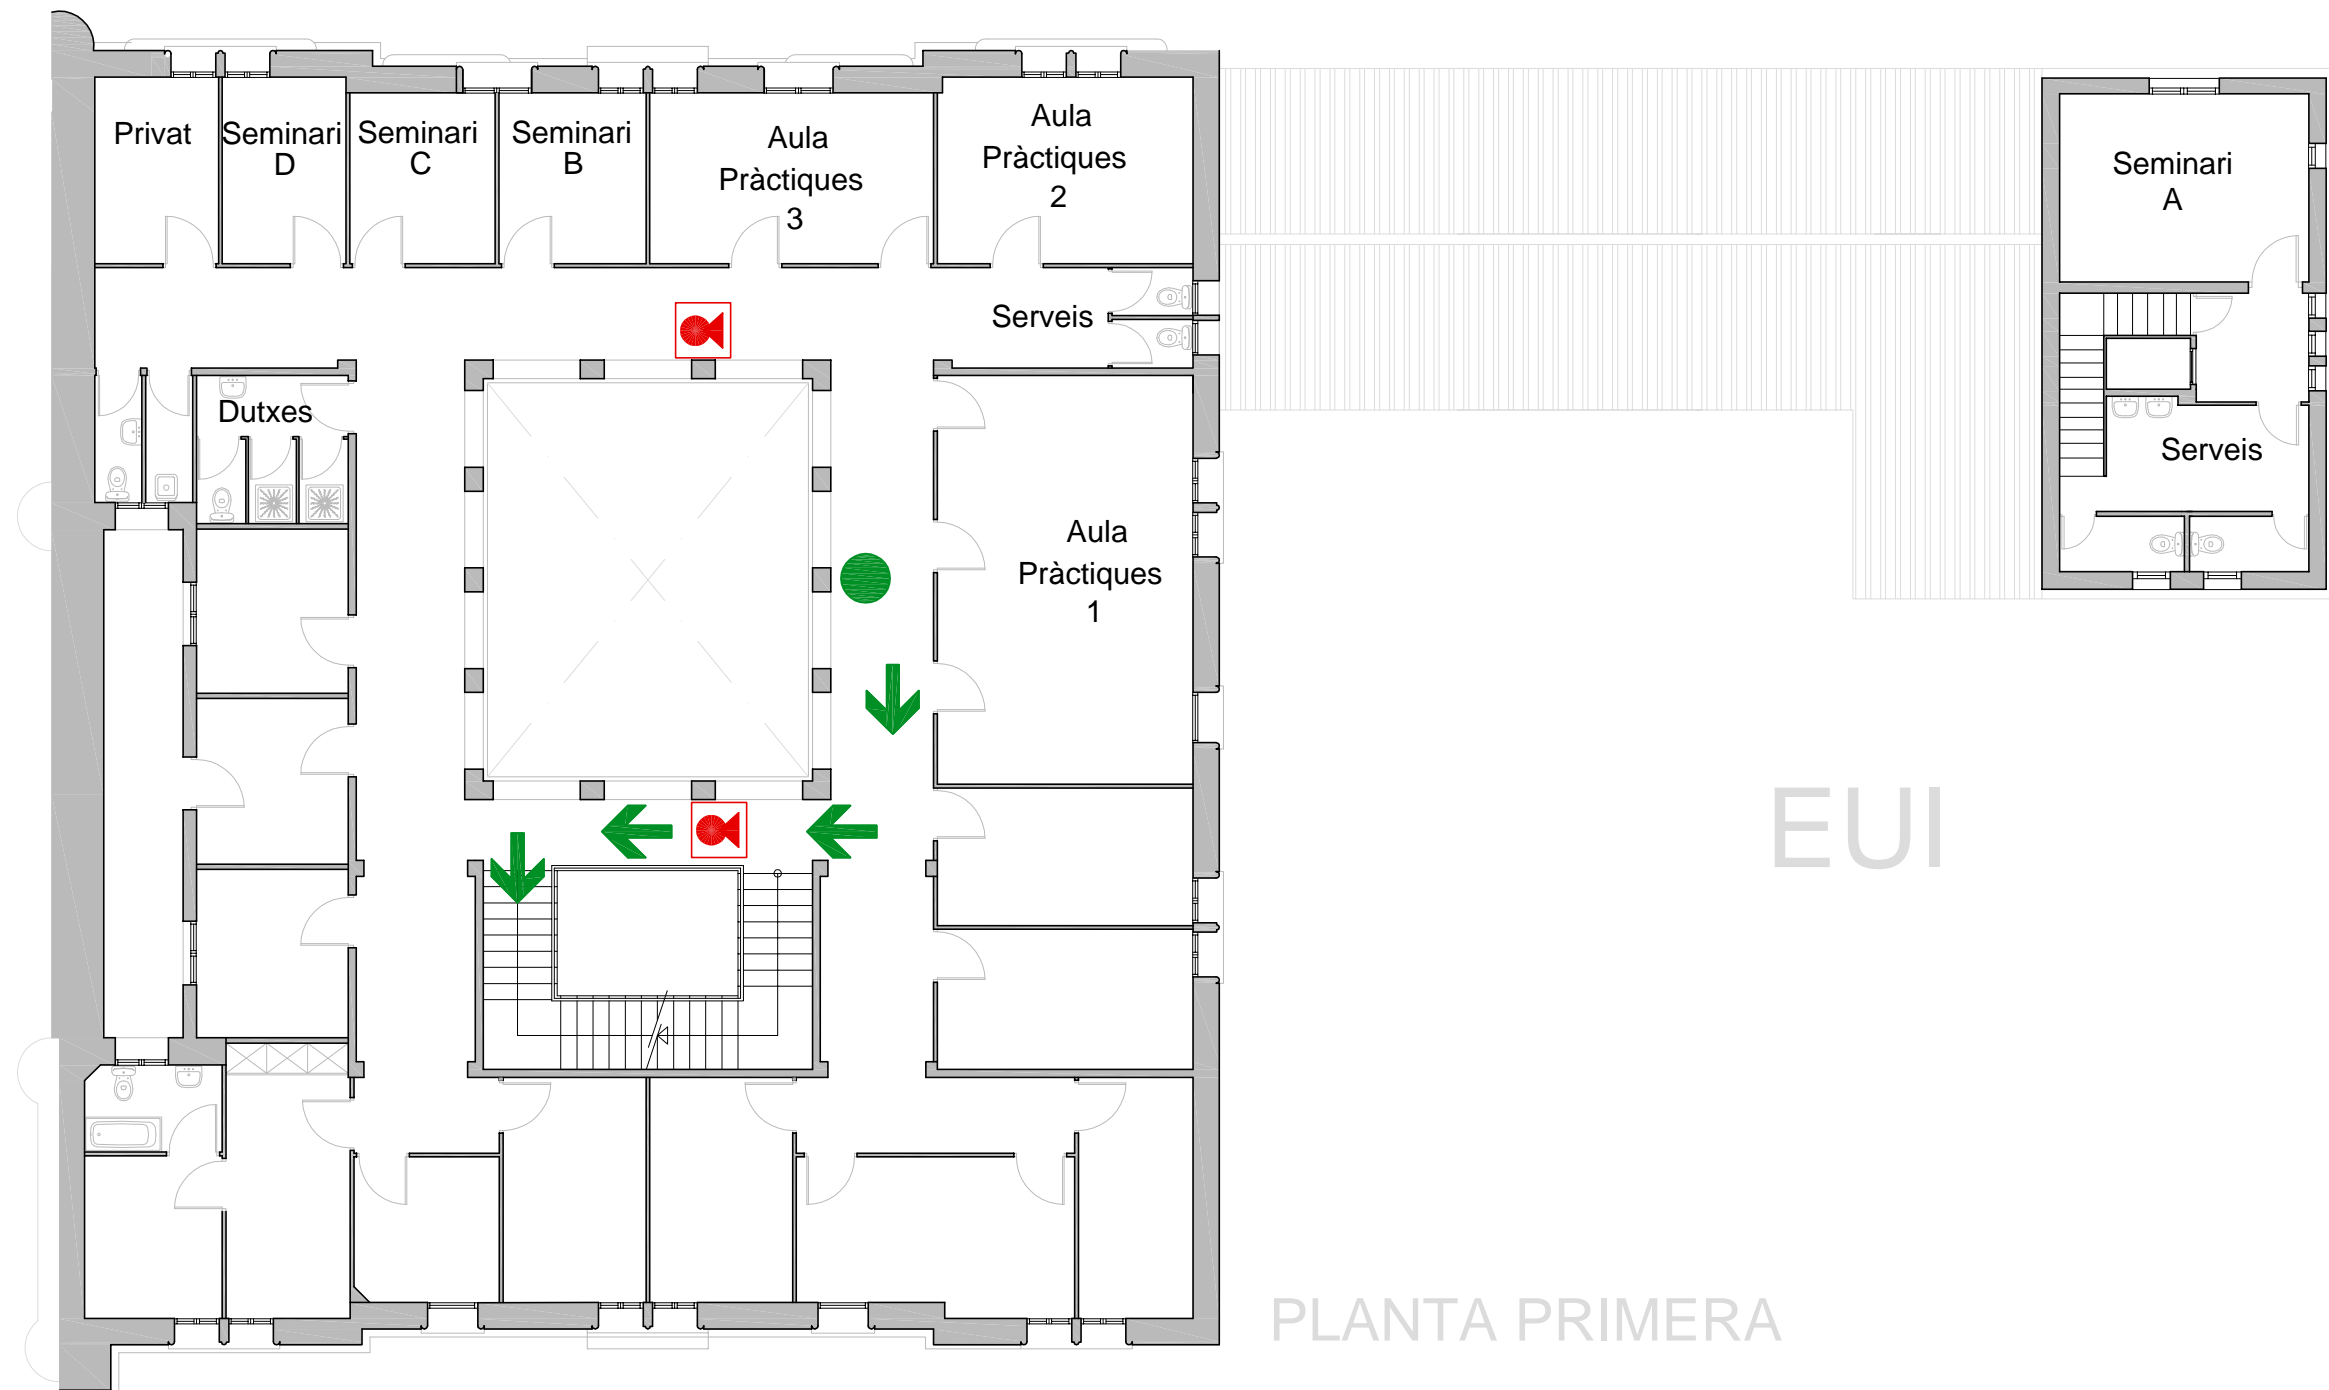 Privat
Seminari
D
Seminari
C
Seminari
B
Aula
Pràctiques
3
Aula
Pràctiques
2
Seminari
A
Serveis
Dutxes
Serveis
Aula
Pràctiques
1
EUI
PLANTA PRIMERA